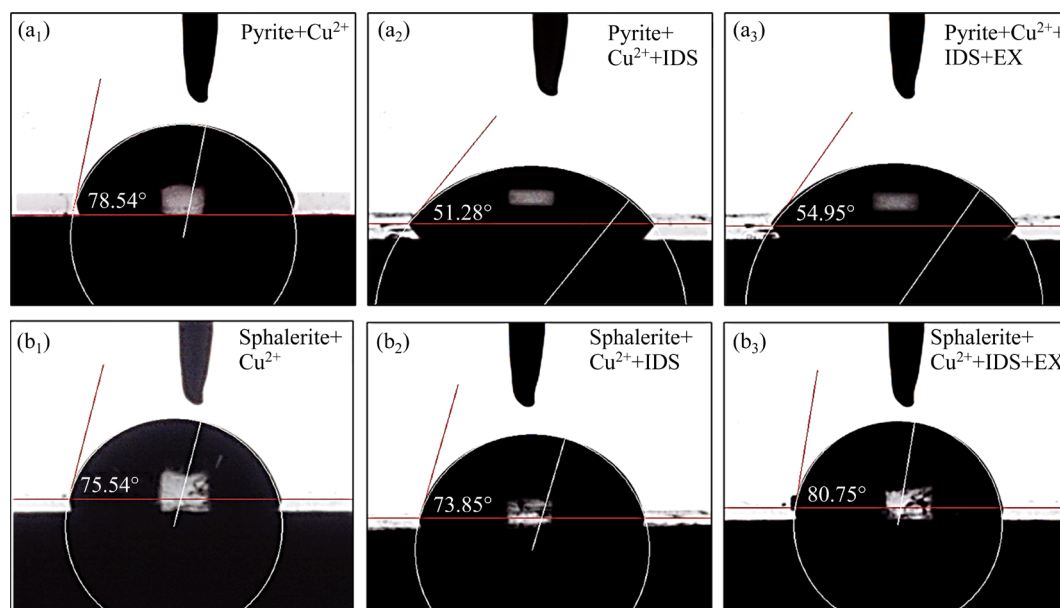 (a₁)
Pyrite+Cu²⁺
78.54°
(a₂)
Pyrite+
Cu²⁺+IDS
51.28°
(a₃)
Pyrite+Cu²⁺+
IDS+EX
54.95°
(b₁)
Sphalerite+
Cu²⁺
75.54°
(b₂)
Sphalerite+
Cu²⁺+IDS
73.85°
(b₃)
Sphalerite+
Cu²⁺+IDS+EX
80.75°